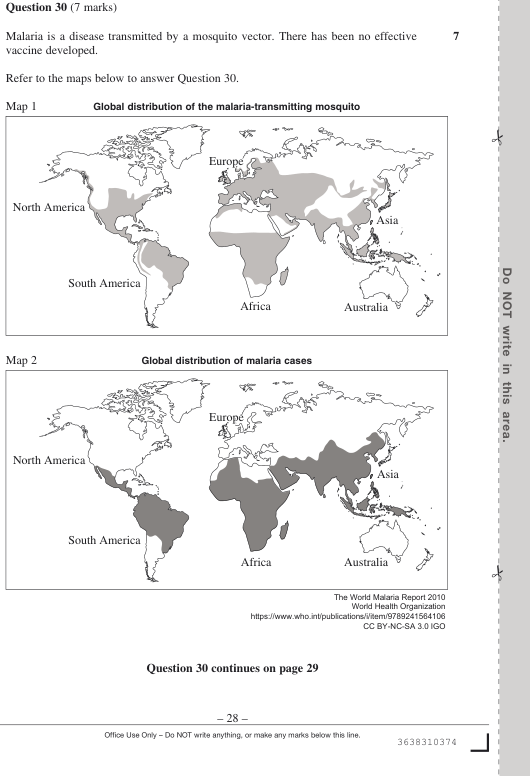 Question 30 (7 marks)
Malaria is a disease transmitted by a mosquito vector. There has been no effective 7
vaccine developed.
Refer to the maps below to answer Question 30.
Map 1 Global distribution of the malaria-transmitting mosquito
Europe
North America
Asia
South America
Africa
Australia
Map 2 Global distribution of malaria cases
Europe
North America
Asia
South America
Africa
Australia
The World Malaria Report 2010
World Health Organization
https://www.who.int/publications/i/item/9789241564106
CC BY-NC-SA 3.0 IGO
Question 30 continues on page 29
– 28 –
Office Use Only – Do NOT write anything, or make any marks below this line.
3638310374
Do NOT write in this area.